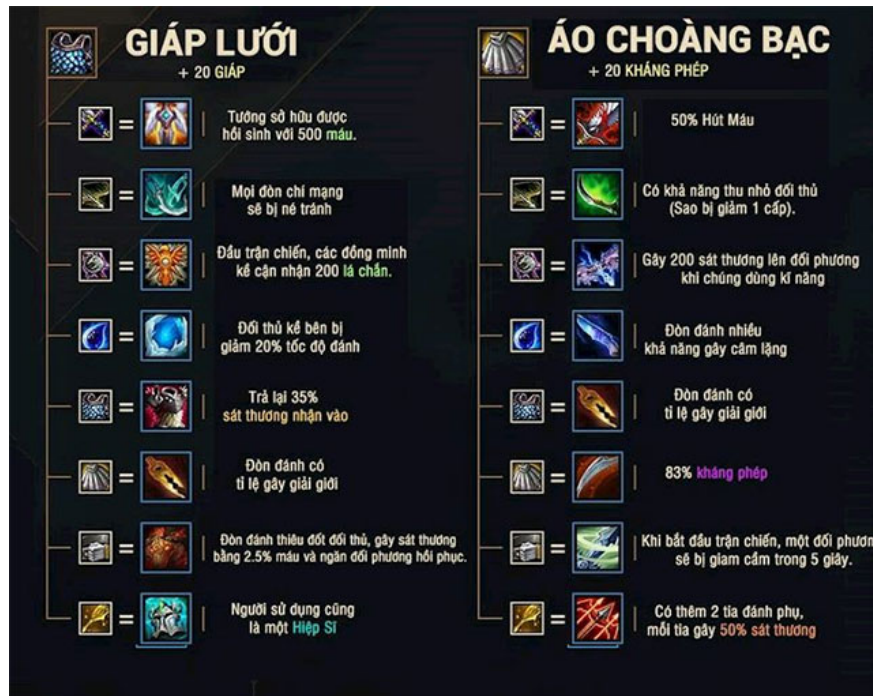 GIÁP LƯỚI
+ 20 GIÁP
=
Tướng sở hữu được
hồi sinh với 500 máu.
=
Mọi đòn chí mạng
sẽ bị né tránh
=
Đầu trận chiến, các đồng minh
kề cận nhận 200 lá chắn.
=
Đối thủ kề bên bị
giảm 20% tốc độ đánh
=
Trả lại 35%
sát thương nhận vào
=
Đòn đánh có
tỉ lệ gây giải giới
=
Đòn đánh thiêu đốt đối thủ, gây sát thương
bằng 2.5% máu và ngăn đối phương hồi phục.
=
Người sử dụng cũng
là một Hiệp Sĩ
ÁO CHOÀNG BẠC
+ 20 KHÁNG PHÉP
=
50% Hút Máu
=
Có khả năng thu nhỏ đối thủ
(Sao bị giảm 1 cấp).
=
Gây 200 sát thương lên đối phương
khi chúng dùng kĩ năng
=
Đòn đánh nhiều
khả năng gây câm lặng
=
Đòn đánh có
tỉ lệ gây giải giới
=
83% kháng phép
=
Khi bắt đầu trận chiến, một đối phươn
sẽ bị giam cầm trong 5 giây.
=
Có thêm 2 tia đánh phụ,
mỗi tia gây 50% sát thương